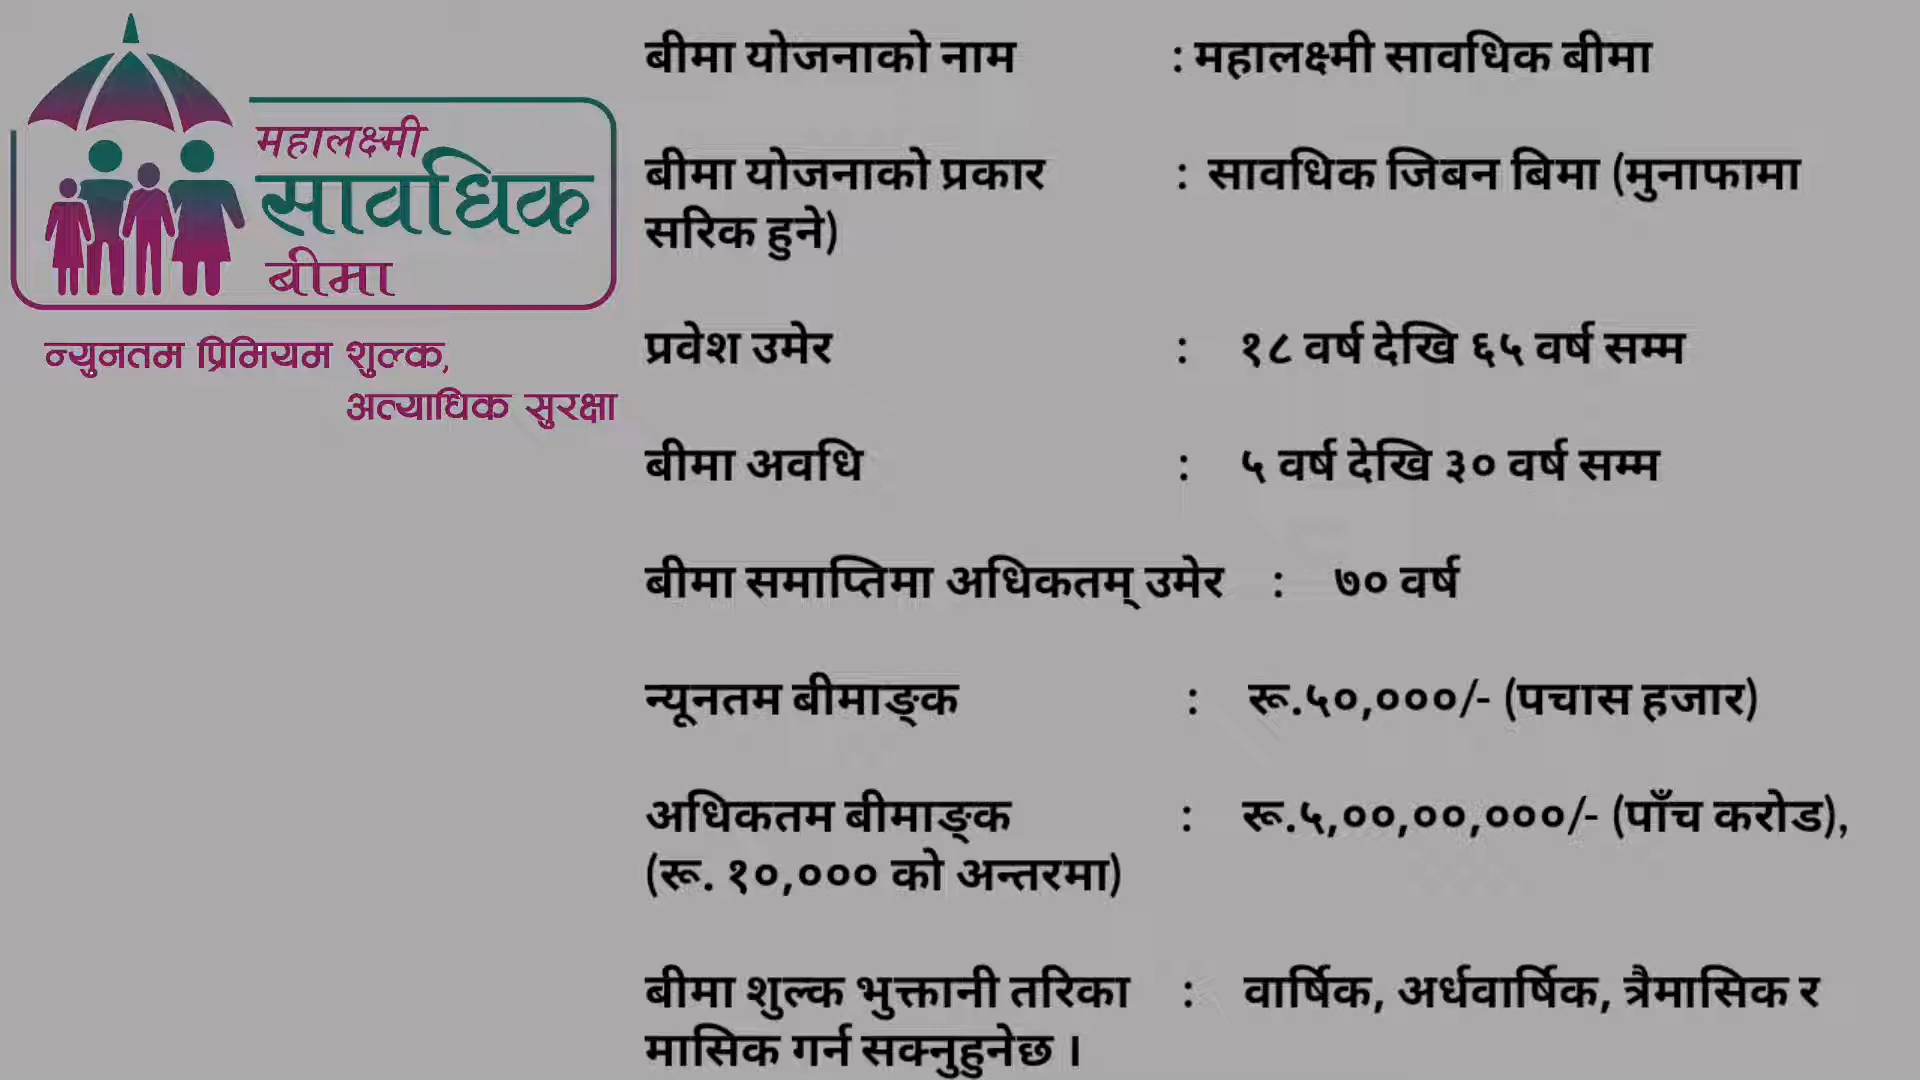 महालक्ष्मी
सावधिक
बीमा
न्युनतम प्रिमियम शुल्क,
अत्याधिक सुरक्षा
बीमा योजनाको नाम : महालक्ष्मी सावधिक बीमा
बीमा योजनाको प्रकार : सावधिक जिबन बिमा (मुनाफामा
सरिक हुने)
प्रवेश उमेर : १८ वर्ष देखि ६५ वर्ष सम्म
बीमा अवधि : ५ वर्ष देखि ३० वर्ष सम्म
बीमा समाप्तिमा अधिकतम् उमेर : ७० वर्ष
न्यूनतम बीमाङ्क : रू.५०,०००/- (पचास हजार)
अधिकतम बीमाङ्क : रू.५,००,००,०००/- (पाँच करोड),
(रू. १०,००० को अन्तरमा)
बीमा शुल्क भुक्तानी तरिका : वार्षिक, अर्धवार्षिक, त्रैमासिक र
मासिक गर्न सक्नुहुनेछ ।